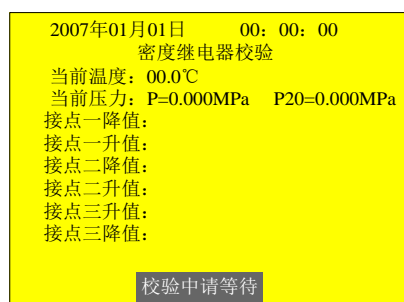 2007年01月01日 00：00：00
密度继电器校验
当前温度：00.0℃
当前压力：P=0.000MPa P20=0.000MPa
接点一降值：
接点一升值：
接点二降值：
接点二升值：
接点三升值：
接点三降值：
校验中请等待